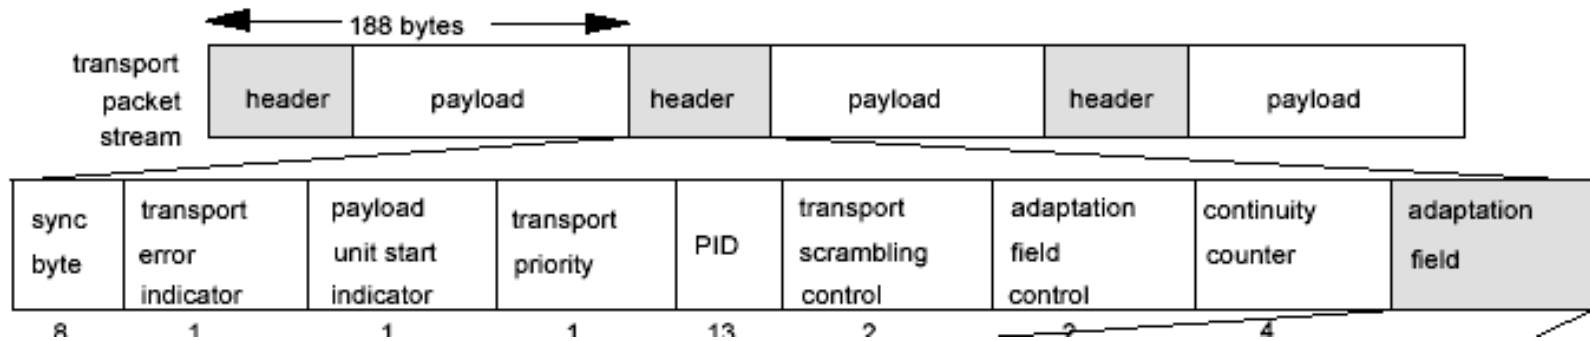 188 bytes
transport
packet
stream
header payload header payload header payload
sync
byte
transport
error
indicator
payload
unit start
indicator
transport
priority
PID
transport
scrambling
control
adaptation
field
control
continuity
counter
adaptation
field
8 1 1 1 13 2 2 4